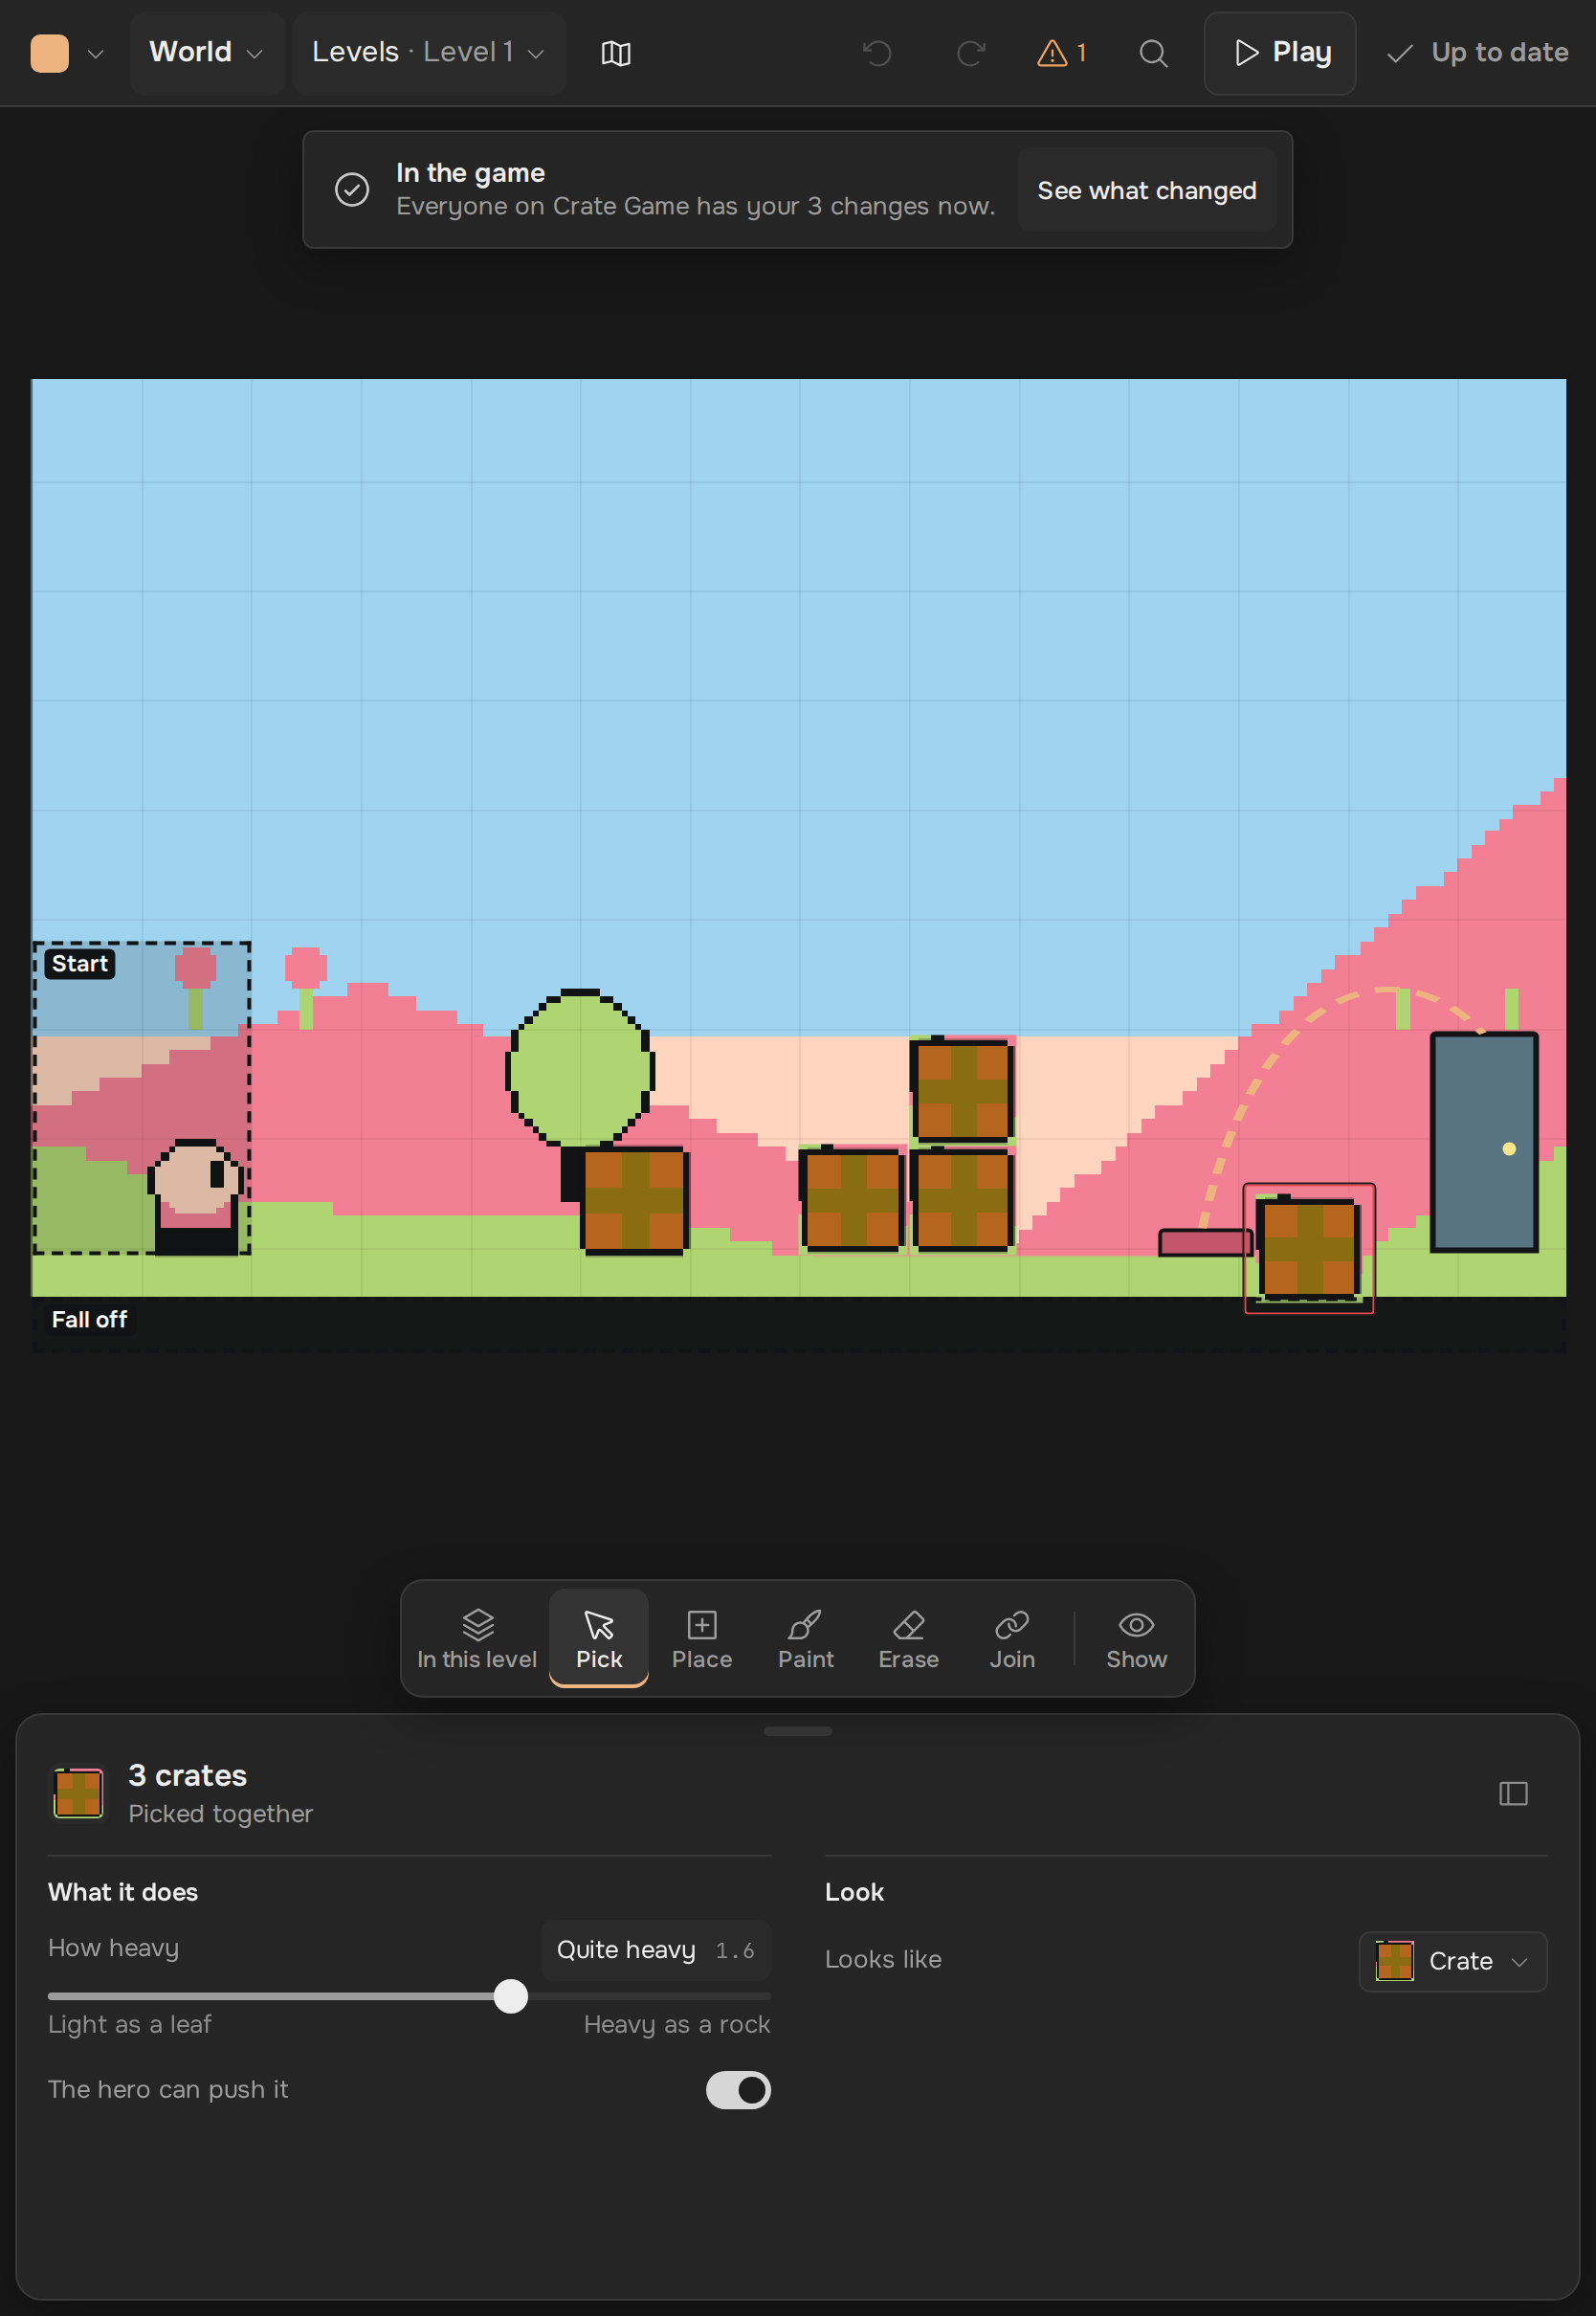 World
Levels · Level 1
1
Play
Up to date
In the game
Everyone on Crate Game has your 3 changes now.
See what changed
Start
Fall off
In this level
Pick
Place
Paint
Erase
Join
Show
3 crates
Picked together
What it does
How heavy
Quite heavy 1.6
Light as a leaf
Heavy as a rock
The hero can push it
Look
Looks like
Crate